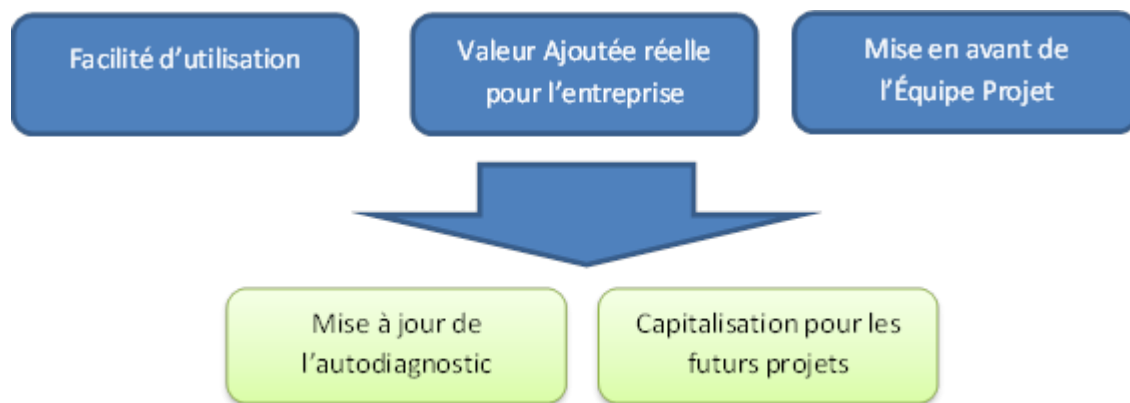 Facilité d'utilisation
Valeur Ajoutée réelle
pour l'entreprise
Mise en avant de
l'Équipe Projet
Mise à jour de
l'autodiagnostic
Capitalisation pour les
futurs projets